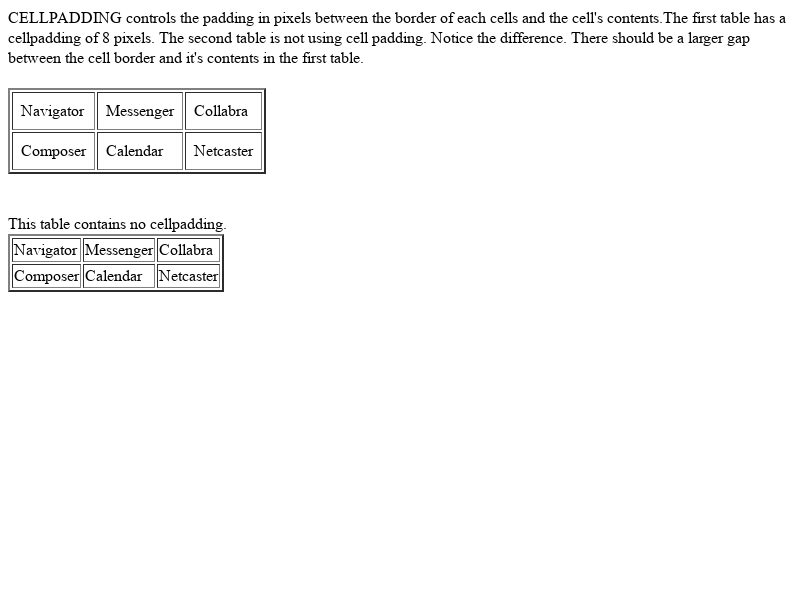 CELLPADDING controls the padding in pixels between the border of each cells and the cell's contents.The first table has a
cellpadding of 8 pixels. The second table is not using cell padding. Notice the difference. There should be a larger gap
between the cell border and it's contents in the first table.
Navigator Messenger Collabra
Composer Calendar Netcaster
This table contains no cellpadding.
Navigator Messenger Collabra
Composer Calendar Netcaster